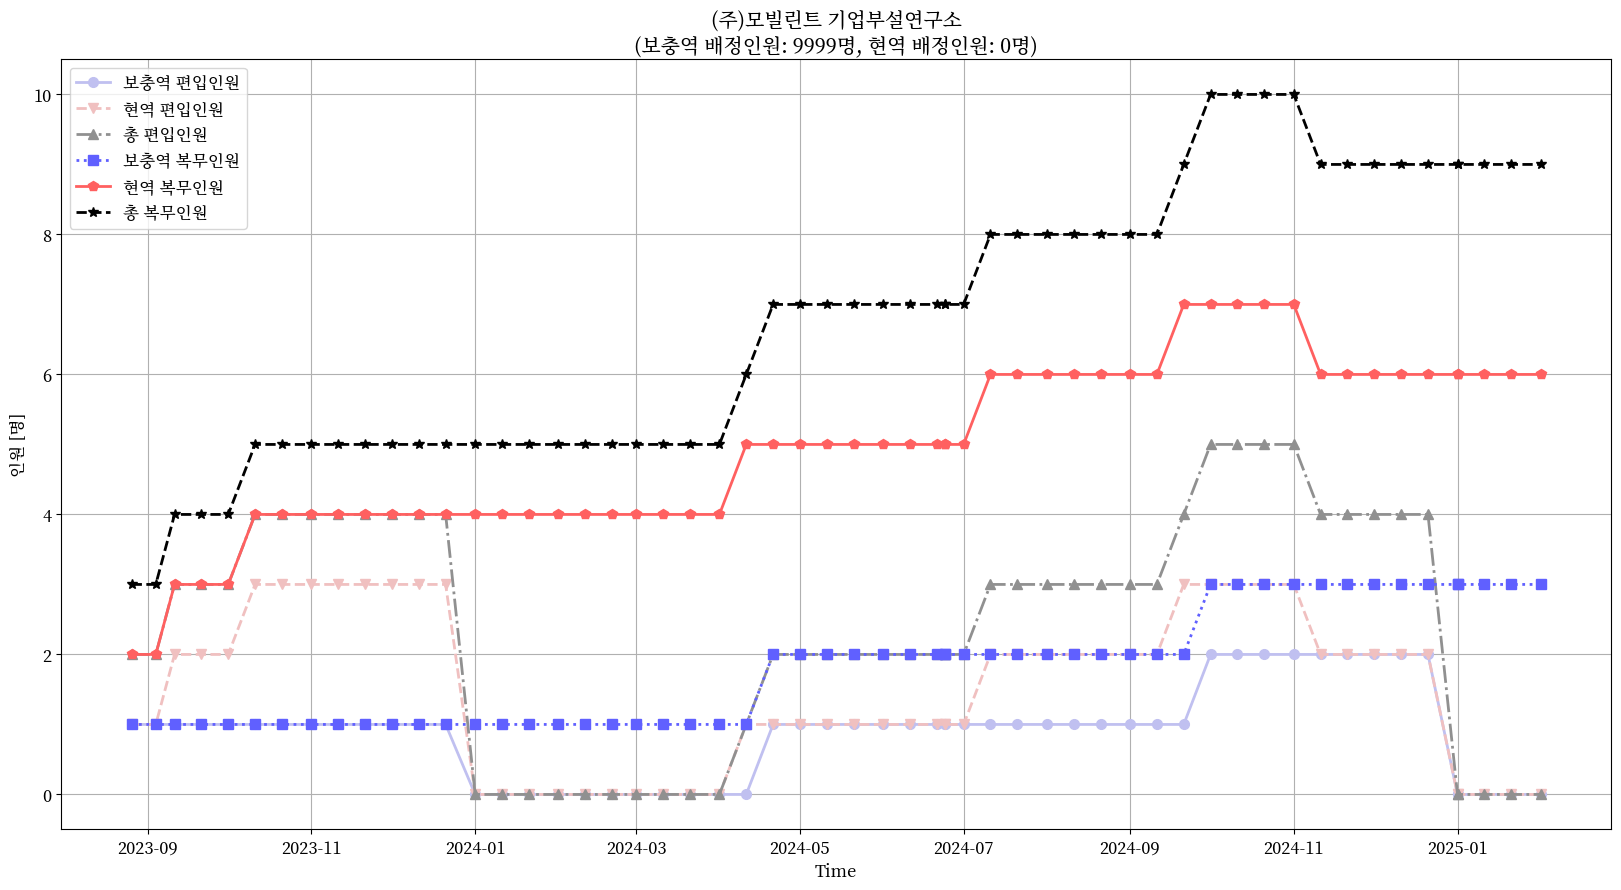 (주)모빌린트 기업부설연구소
(보충역 배정인원: 9999명, 현역 배정인원: 0명)
보충역 편입인원
현역 편입인원
총 편입인원
보충역 복무인원
현역 복무인원
총 복무인원
인원 [명]
10
8
6
4
2
0
2023-09
2023-11
2024-01
2024-03
2024-05
2024-07
2024-09
2024-11
2025-01
Time